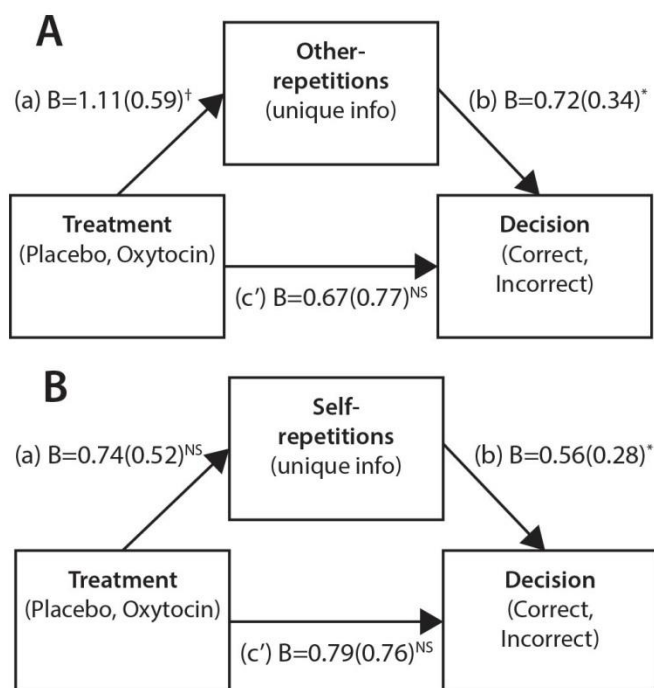 A
Other-
repetitions
(unique info)
(a) B=1.11(0.59)†
(b) B=0.72(0.34)*
Treatment
(Placebo, Oxytocin)
Decision
(Correct,
Incorrect)
(c') B=0.67(0.77)NS
B
Self-
repetitions
(unique info)
(a) B=0.74(0.52)NS
(b) B=0.56(0.28)*
Treatment
(Placebo, Oxytocin)
Decision
(Correct,
Incorrect)
(c') B=0.79(0.76)NS